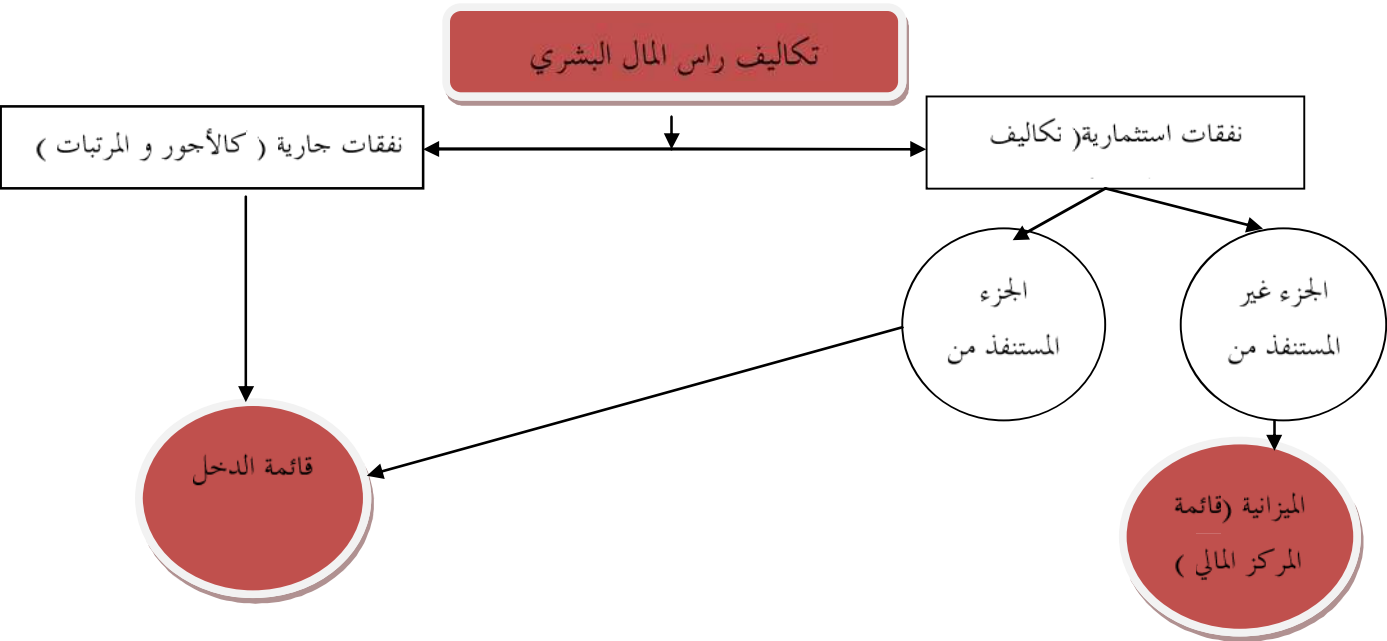 تكاليف راس المال البشري
نفقات استثمارية( نكاليف
نفقات جارية ( كالأجور و المرتبات )
الجزء غير
المستنفذ من
الجزء
المستنفذ من
قائمة الدخل
الميزانية (قائمة
المركز المالي )